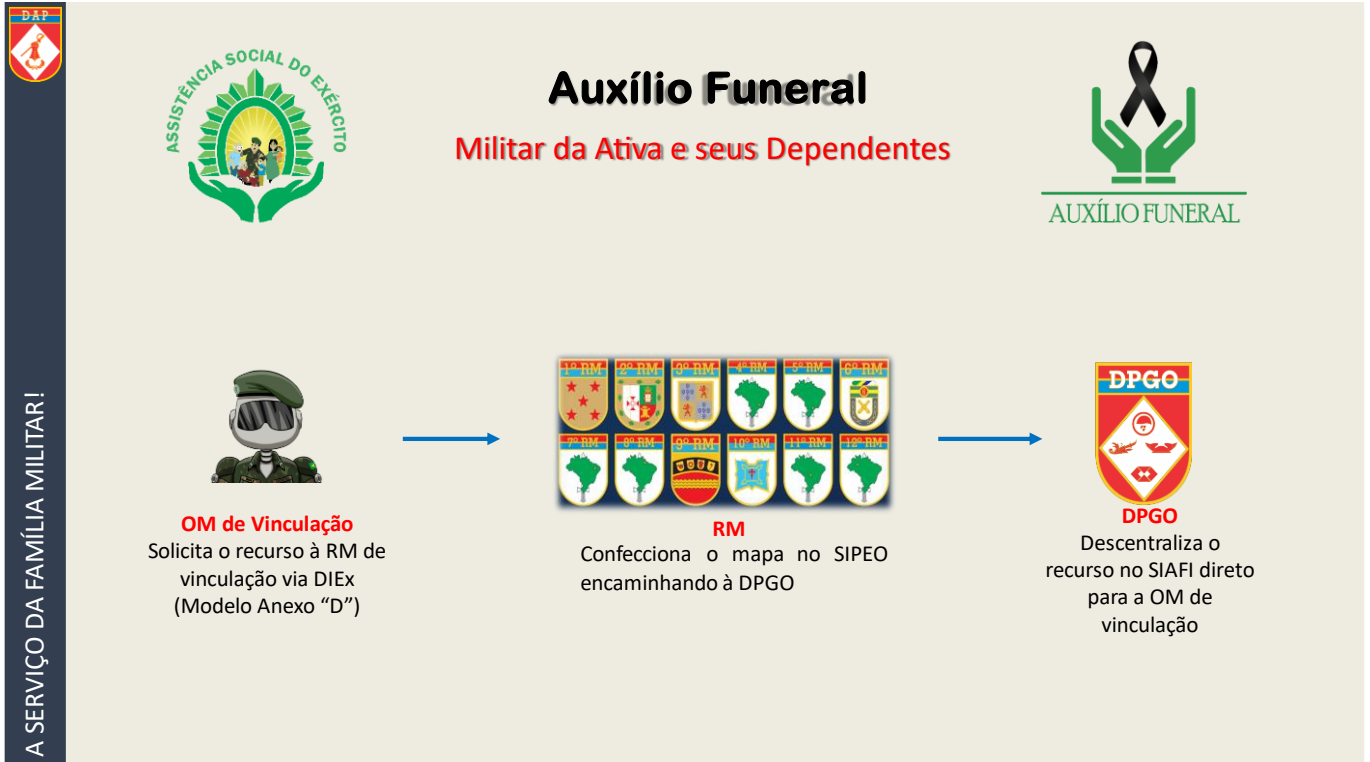 DAP
A SERVIÇO DA FAMÍLIA MILITAR!
ASSISTÊNCIA SOCIAL DO EXÉRCITO
Auxílio Funeral
Militar da Ativa e seus Dependentes
AUXÍLIO FUNERAL
OM de Vinculação
Solicita o recurso à RM de
vinculação via DIEx
(Modelo Anexo “D”)
1ª RM 2ª RM 3ª RM 4ª RM 5ª RM 6ª RM
7ª RM 8ª RM 9ª RM 10ª RM 11ª RM 12ª RM
RM
Confecciona o mapa no SIPEO
encaminhando à DPGO
DPGO
DPGO
Descentraliza o
recurso no SIAFI direto
para a OM de
vinculação